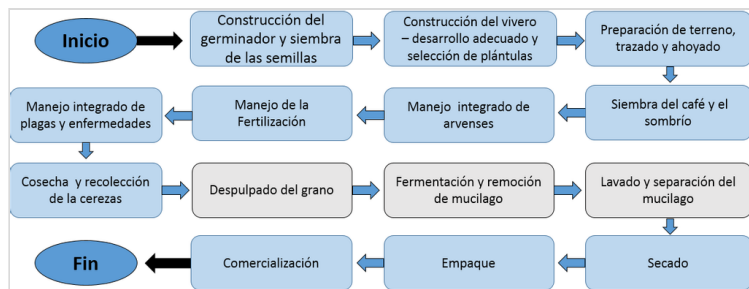 Inicio
Construcción del
germinador y siembra
de las semillas
Construcción del vivero
– desarrollo adecuado y
selección de plántulas
Preparación de terreno,
trazado y ahoyado
Siembra del café y el
sombrío
Manejo  integrado de
arvenses
Manejo de la
Fertilización
Manejo integrado de
plagas y enfermedades
Cosecha  y recolección
de la cerezas
Despulpado del grano
Fermentación y remoción
de mucilago
Lavado y separación del
mucilago
Secado
Empaque
Comercialización
Fin